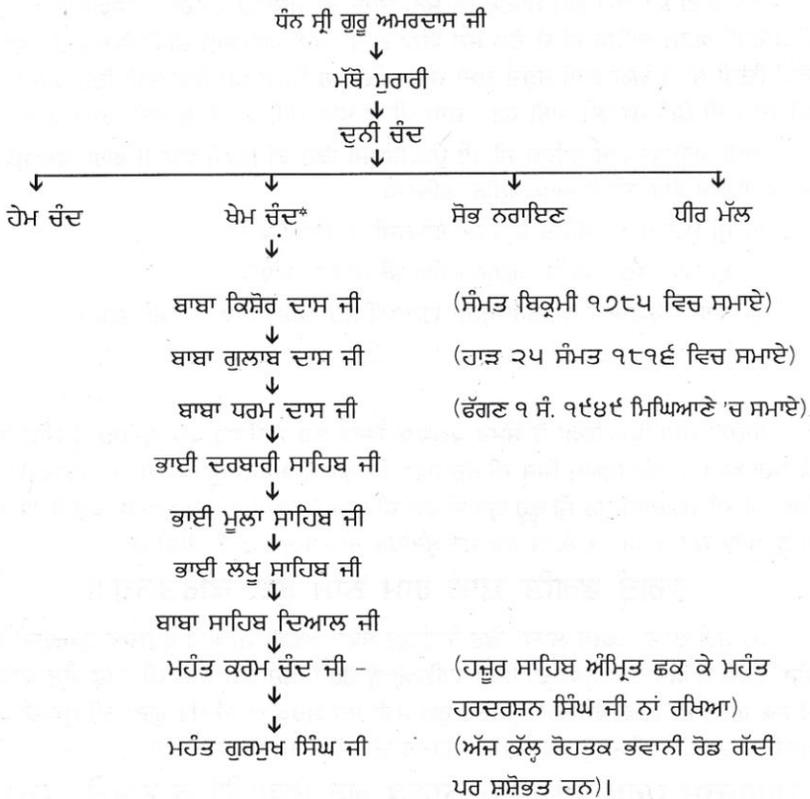 ਧੰਨ ਸ੍ਰੀ ਗੁਰੂ ਅਮਰਦਾਸ ਜੀ
ਮੱਥੋ ਮੁਰਾਰੀ
ਦੁਨੀ ਚੰਦ
ਹੇਮ ਚੰਦ ਖੇਮ ਚੰਦ* ਸੋਭ ਨਰਾਇਣ ਧੀਰ ਮੱਲ
ਬਾਬਾ ਕਿਸ਼ੋਰ ਦਾਸ ਜੀ (ਸੰਮਤ ਬਿਕ੍ਰਮੀ ੧੭੮੫ ਵਿਚ ਸਮਾਏ)
ਬਾਬਾ ਗੁਲਾਬ ਦਾਸ ਜੀ (ਹਾੜ ੨੫ ਸੰਮਤ ੧੮੧੬ ਵਿਚ ਸਮਾਏ)
ਬਾਬਾ ਧਰਮ ਦਾਸ ਜੀ (ਫੱਗਣ ੧ ਸੰ. ੧੯੪੯ ਮਿਘਿਆਣੇ 'ਚ ਸਮਾਏ)
ਭਾਈ ਦਰਬਾਰੀ ਸਾਹਿਬ ਜੀ
ਭਾਈ ਮੂਲਾ ਸਾਹਿਬ ਜੀ
ਭਾਈ ਲਖੂ ਸਾਹਿਬ ਜੀ
ਬਾਬਾ ਸਾਹਿਬ ਦਿਆਲ ਜੀ
ਮਹੰਤ ਕਰਮ ਚੰਦ ਜੀ - (ਹਜ਼ੂਰ ਸਾਹਿਬ ਅੰਮ੍ਰਿਤ ਛਕ ਕੇ ਮਹੰਤ
ਹਰਦਰਸ਼ਨ ਸਿੰਘ ਜੀ ਨਾਂ ਰਖਿਆ)
ਮਹੰਤ ਗੁਰਮੁਖ ਸਿੰਘ ਜੀ (ਅੱਜ ਕੱਲ੍ਹ ਰੋਹਤਕ ਭਵਾਨੀ ਰੋਡ ਗੱਦੀ
ਪਰ ਸ਼ਸ਼ੋਭਤ ਹਨ)।